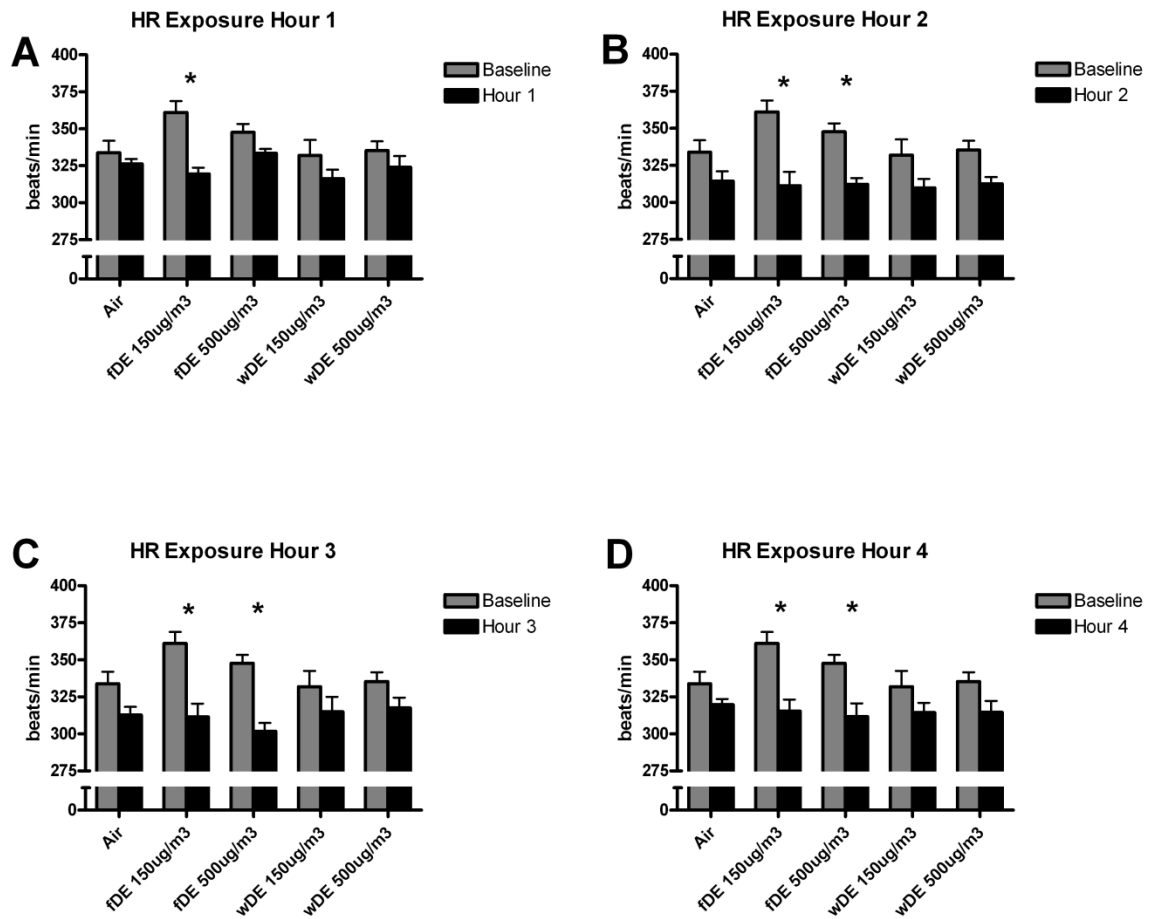 A
HR Exposure Hour 1
beats/min
400
375
350
325
300
275
0
* 
Baseline
Hour 1
Air
fDE 150ug/m3
fDE 500ug/m3
wDE 150ug/m3
wDE 500ug/m3
B
HR Exposure Hour 2
beats/min
400
375
350
325
300
275
0
* *
Baseline
Hour 2
Air
fDE 150ug/m3
fDE 500ug/m3
wDE 150ug/m3
wDE 500ug/m3
C
HR Exposure Hour 3
beats/min
400
375
350
325
300
275
0
* *
Baseline
Hour 3
Air
fDE 150ug/m3
fDE 500ug/m3
wDE 150ug/m3
wDE 500ug/m3
D
HR Exposure Hour 4
beats/min
400
375
350
325
300
275
0
* *
Baseline
Hour 4
Air
fDE 150ug/m3
fDE 500ug/m3
wDE 150ug/m3
wDE 500ug/m3